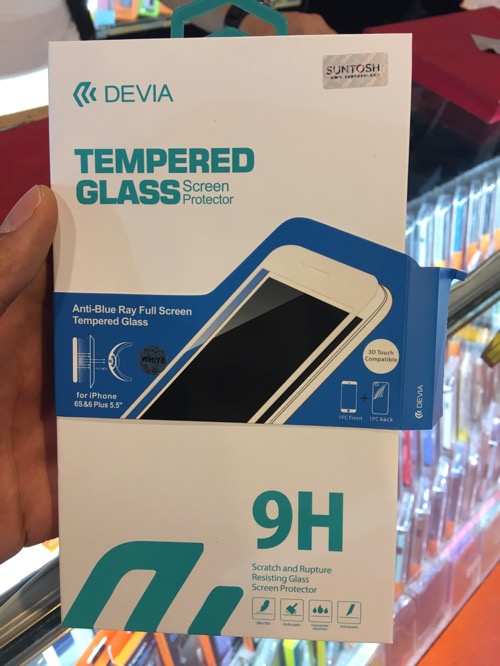 SUNTOSH
DEVIA
TEMPERED
GLASS Screen
Protector
Anti-Blue Ray Full Screen
Tempered Glass
WHITE
3D Touch
Compatible
for iPhone
6S&6 Plus 5.5"
1PC Front + 1PC Back
DEVIA
9H
Scratch and Rupture
Resisting Glass
Screen Protector